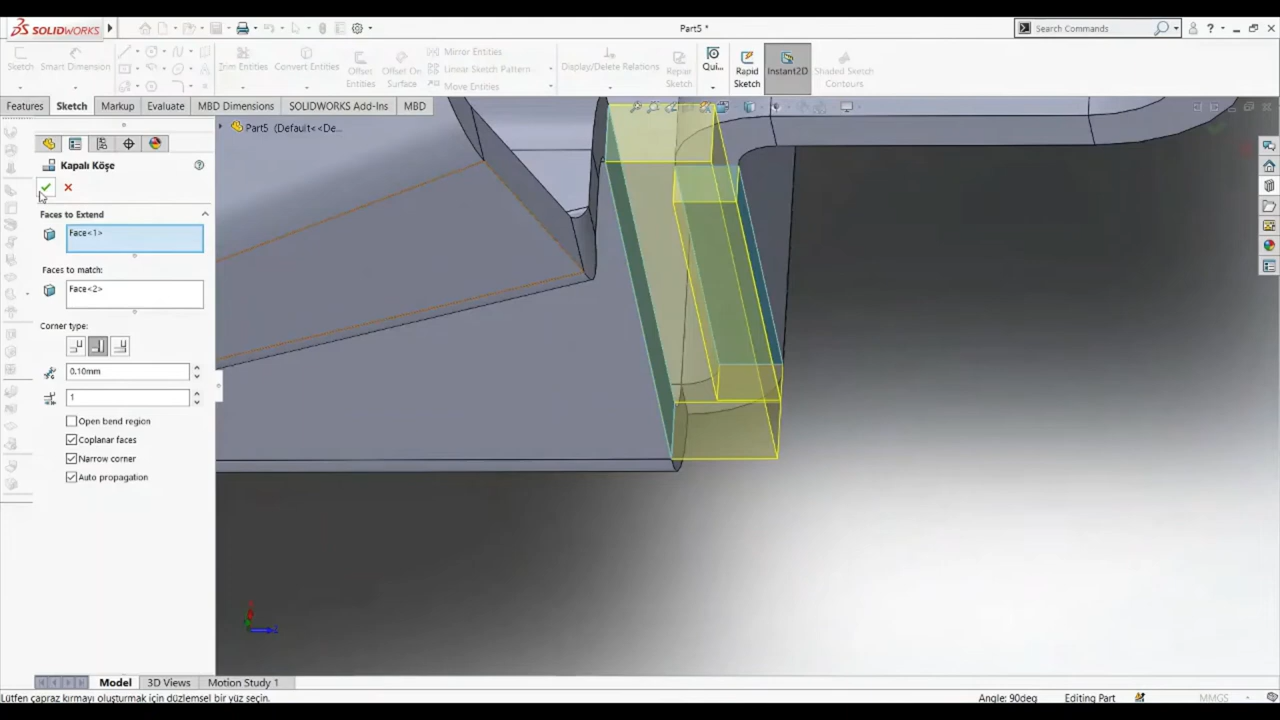 SOLIDWORKS
Part5 *
Search Commands
Sketch
Smart Dimension
Trim Entities
Convert Entities
Offset Entities
Offset On Surface
Mirror Entities
Linear Sketch Pattern
Move Entities
Display/Delete Relations
Repair Sketch
Qui...
Rapid Sketch
Instant2D
Shaded Sketch Contours
Features
Sketch
Markup
Evaluate
MBD Dimensions
SOLIDWORKS Add-Ins
MBD
Part5 (Default<<De...
Kapalı Köşe
Faces to Extend
Face<1>
Faces to match:
Face<2>
Corner type:
0.10mm
1
Open bend region
Coplanar faces
Narrow corner
Auto propagation
Model
3D Views
Motion Study 1
Lütfen çapraz kırmayı oluşturmak için düzlemsel bir yüz seçin.
Angle: 90deg
Editing Part
MMGS